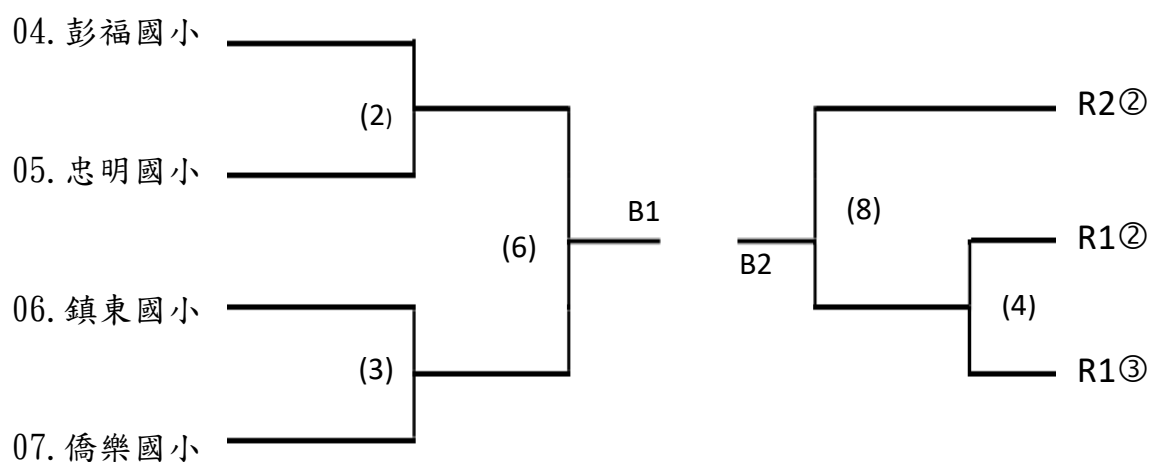 04.彭福國小
(2)
05.忠明國小
(6)
06.鎮東國小
(3)
07.僑樂國小
B1
B2
R2②
(8)
R1②
(4)
R1③